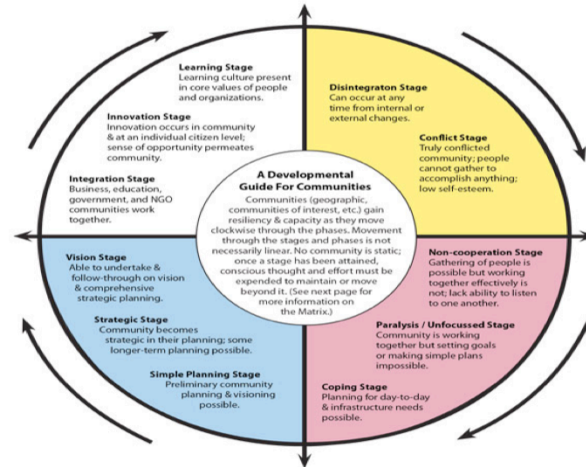 Learning Stage
Learning culture present
in core values of people
and organizations.
Innovation Stage
Innovation occurs in community
& at an individual citizen level;
sense of opportunity permeates
community.
Integration Stage
Business, education,
government, and NGO
communities work
together.
Disintegraton Stage
Can occur at any
time from internal or
external changes.
Conflict Stage
Truly conflicted
community; people
cannot gather to
accomplish anything;
low self-esteem.
A Developmental
Guide For Communities
Communities (geographic,
communities of interest, etc.) gain
resiliency & capacity as they move
clockwise through the phases. Movement
through the stages and phases is not
necessarily linear. No community is static;
once a stage has been attained,
conscious thought and effort must be
expended to maintain or move
beyond it. (See next page for
more information on
the Matrix.)
Non-cooperation Stage
Gathering of people is
possible but working
together effectively is
not; lack ability to listen
to one another.
Paralysis / Unfocussed Stage
Community is working
together but setting goals
or making simple plans
impossible.
Coping Stage
Planning for day-to-day
& infrastructure needs
possible.
Vision Stage
Able to undertake &
follow-through on vision
& comprehensive
strategic planning.
Strategic Stage
Community becomes
strategic in their planning; some
longer-term planning possible.
Simple Planning Stage
Preliminary community
planning & visioning
possible.